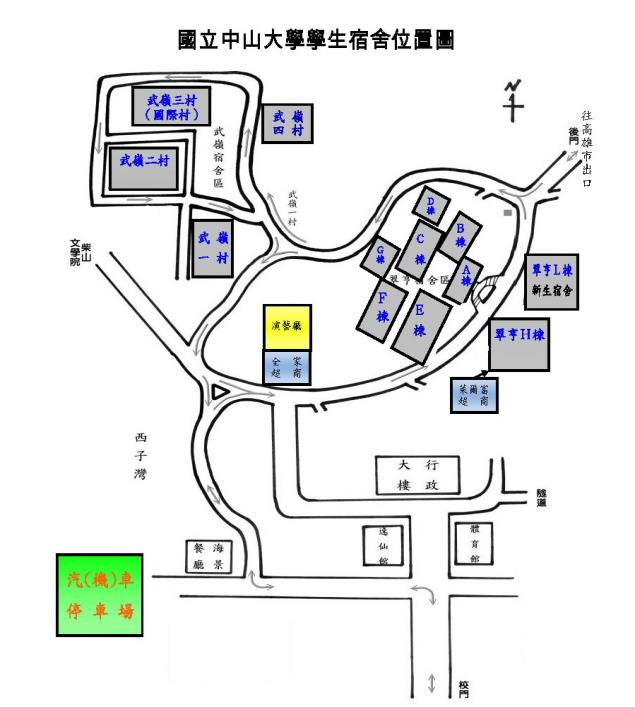 國立中山大學學生宿舍位置圖
武嶺三村
(國際村)
武嶺
四村
N
往高雄市出口
後門
武嶺宿舍區
武嶺二村
武嶺一村
武嶺
一村
D棟
B棟
C棟
G棟
A棟
翠亨宿舍區
F棟
E棟
翠亨L棟
新生宿舍
翠亨H棟
柴山
文學院
演藝廳
全家
超商
萊爾富
超商
西子灣
行政
大樓
隧道
逸仙館
體育館
海景
餐廳
汽(機)車
停車場
校門